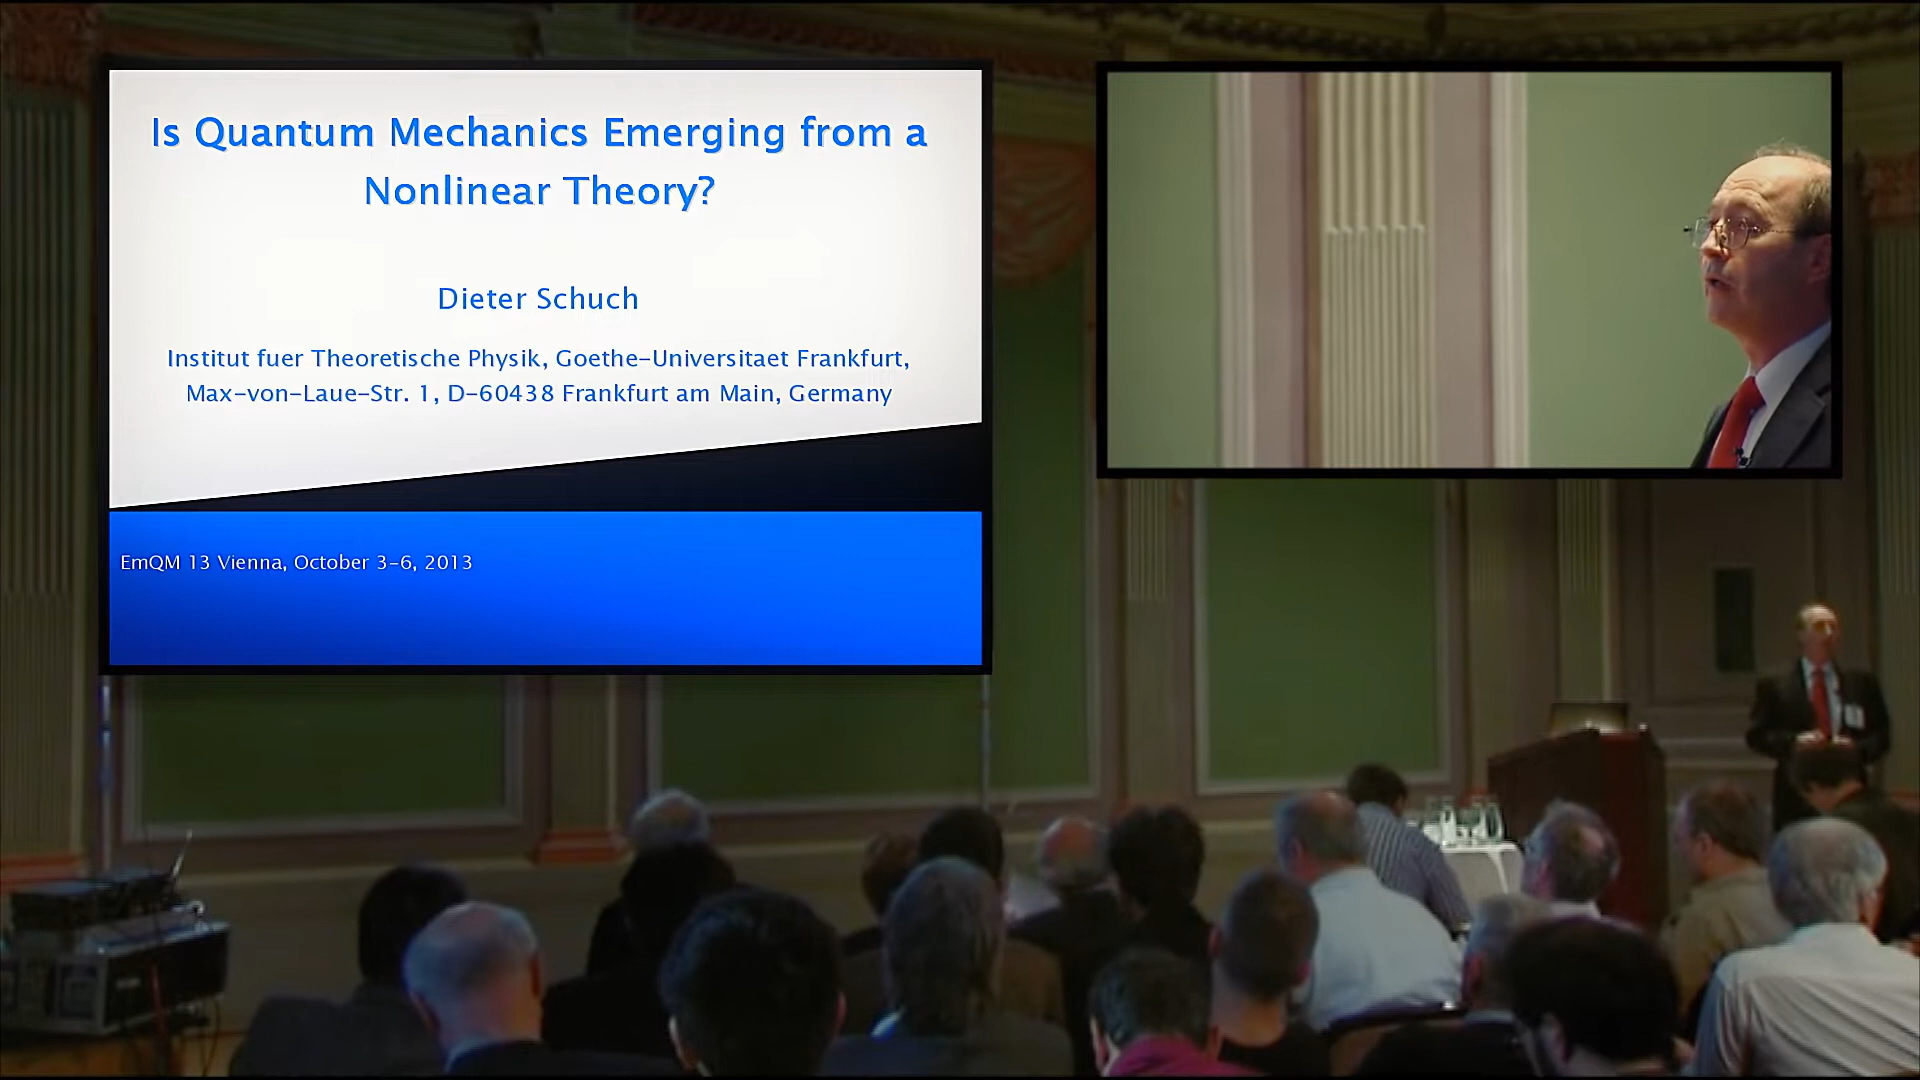 Is Quantum Mechanics Emerging from a
Nonlinear Theory?
Dieter Schuch
Institut fuer Theoretische Physik, Goethe-Universitaet Frankfurt,
Max-von-Laue-Str. 1, D-60438 Frankfurt am Main, Germany
EmQM 13 Vienna, October 3-6, 2013